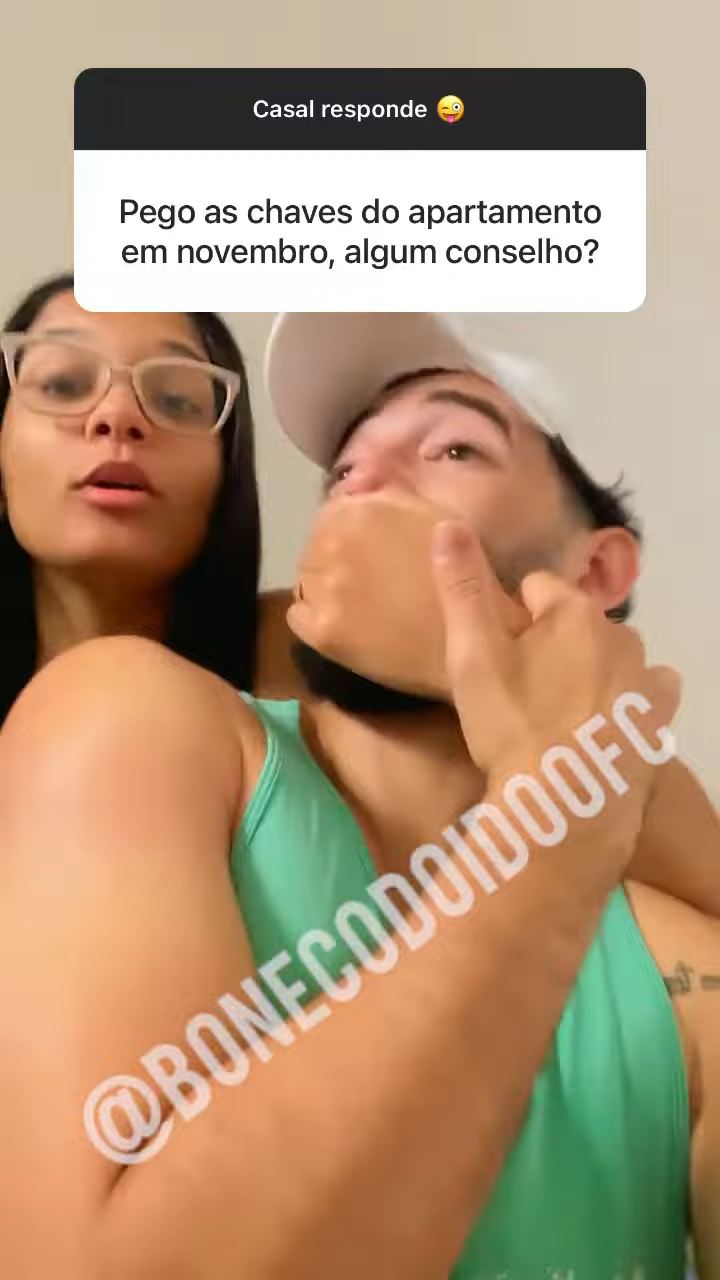 Casal responde 😜
Pego as chaves do apartamento
em novembro, algum conselho?
@BONECODOIDOOFC